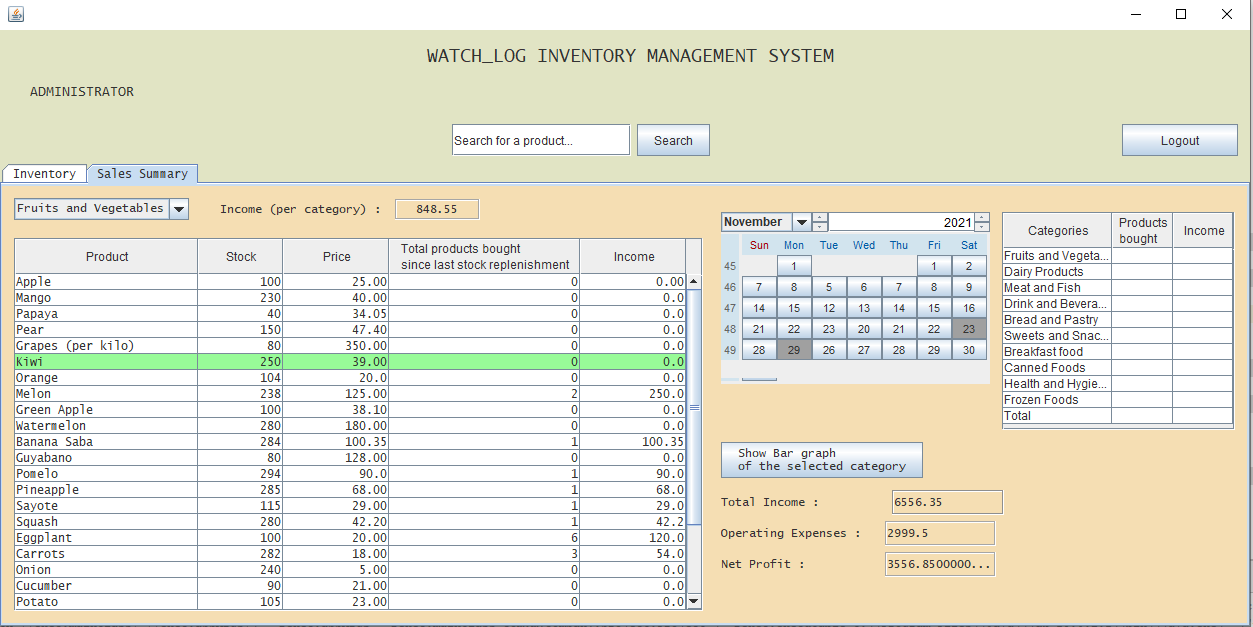 WATCH_LOG INVENTORY MANAGEMENT SYSTEM
ADMINISTRATOR
Search for a product... Search Logout
Inventory Sales Summary
Fruits and Vegetables Income (per category) : 848.55
Product Stock Price Total products bought since last stock replenishment Income
Apple 100 25.00 0 0.00
Mango 230 40.00 0 0.0
Papaya 40 34.05 0 0.0
Pear 150 47.40 0 0.0
Grapes (per kilo) 80 350.00 0 0.0
Kiwi 250 39.00 0 0.0
Orange 104 20.0 0 0.0
Melon 238 125.00 2 250.0
Green Apple 100 38.10 0 0.0
Watermelon 280 180.00 0 0.0
Banana Saba 284 100.35 1 100.35
Guyabano 80 128.00 0 0.0
Pomelo 294 90.0 1 90.0
Pineapple 285 68.00 1 68.0
Sayote 115 29.00 1 29.0
Squash 280 42.20 1 42.2
Eggplant 100 20.00 6 120.0
Carrots 282 18.00 3 54.0
Onion 240 5.00 0 0.0
Cucumber 90 21.00 0 0.0
Potato 105 23.00 0 0.0
November 2021
Sun Mon Tue Wed Thu Fri Sat
45 1 1 2
46 7 8 5 6 7 8 9
47 14 15 12 13 14 15 16
48 21 22 23 20 21 22 23
49 28 29 26 27 28 29 30
Show Bar graph
of the selected category
Total Income : 6556.35
Operating Expenses : 2999.5
Net Profit : 3556.8500000...
Categories Products bought Income
Fruits and Vegeta...
Dairy Products
Meat and Fish
Drink and Bevera...
Bread and Pastry
Sweets and Snac...
Breakfast food
Canned Foods
Health and Hygie...
Frozen Foods
Total